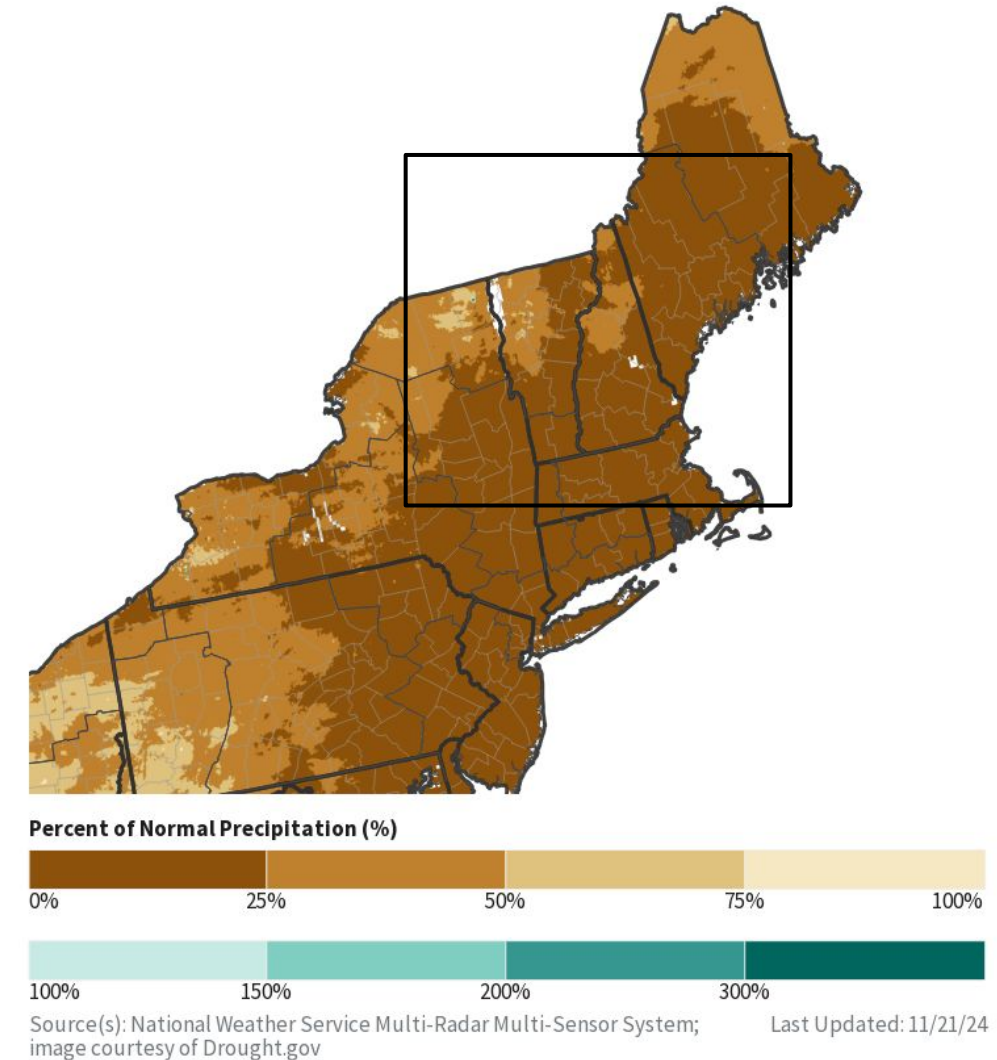 Percent of Normal Precipitation (%)
0% 25% 50% 75% 100%
100% 150% 200% 300%
Source(s): National Weather Service Multi-Radar Multi-Sensor System; Last Updated: 11/21/24
image courtesy of Drought.gov